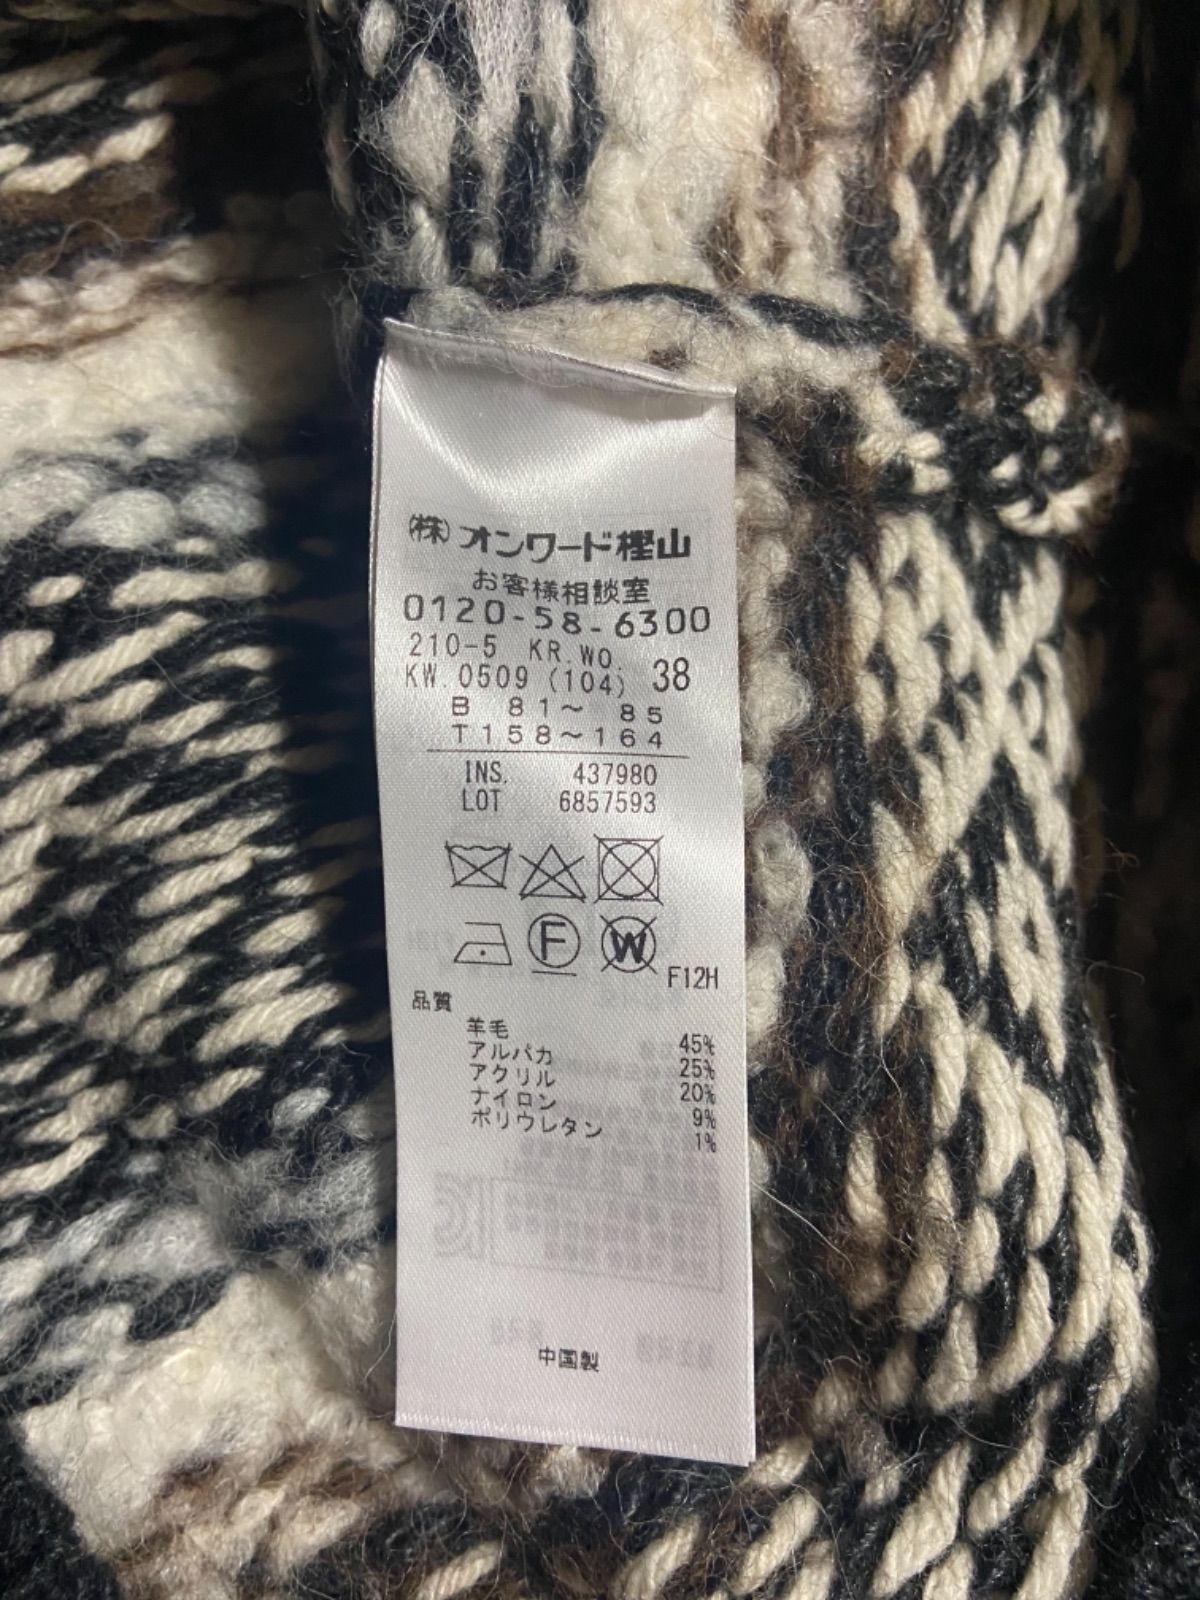 (株)オンワード樫山
お客様相談室
0120-58-6300
210-5 KR.WO.
KW.0509 (104) 38
B 81～ 85
T158～164
INS. 437980
LOT 6857593
F
W
F12H
品質
羊毛 45%
アルパカ 25%
アクリル 20%
ナイロン 9%
ポリウレタン 1%
中国製